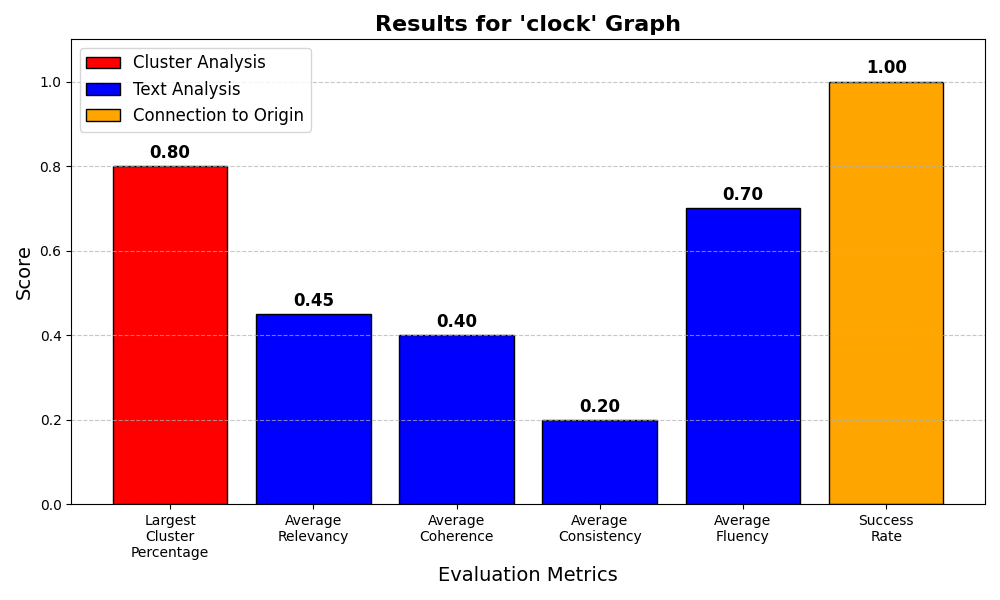 Results for 'clock' Graph
Cluster Analysis
Text Analysis
Connection to Origin
Score
1.0
0.8
0.6
0.4
0.2
0.0
0.80
0.45
0.40
0.20
0.70
1.00
Largest
Cluster
Percentage
Average
Relevancy
Average
Coherence
Average
Consistency
Average
Fluency
Success
Rate
Evaluation Metrics